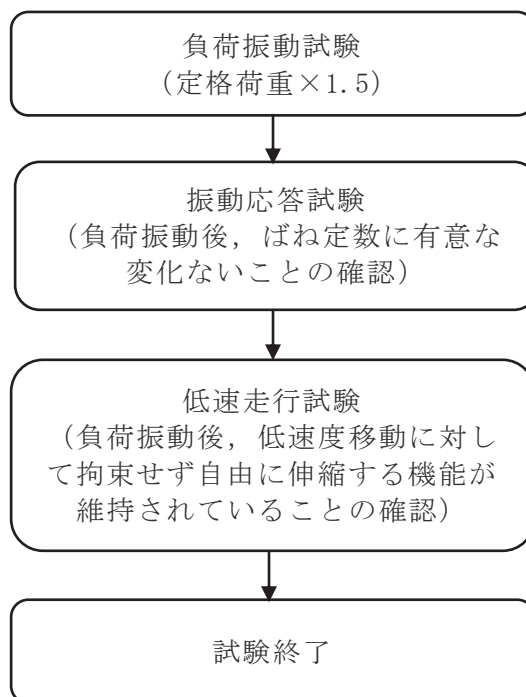 負荷振動試験
（定格荷重×1.5）
振動応答試験
（負荷振動後，ばね定数に有意な
変化ないことの確認）
低速走行試験
（負荷振動後，低速度移動に対し
て拘束せず自由に伸縮する機能が
維持されていることの確認）
試験終了